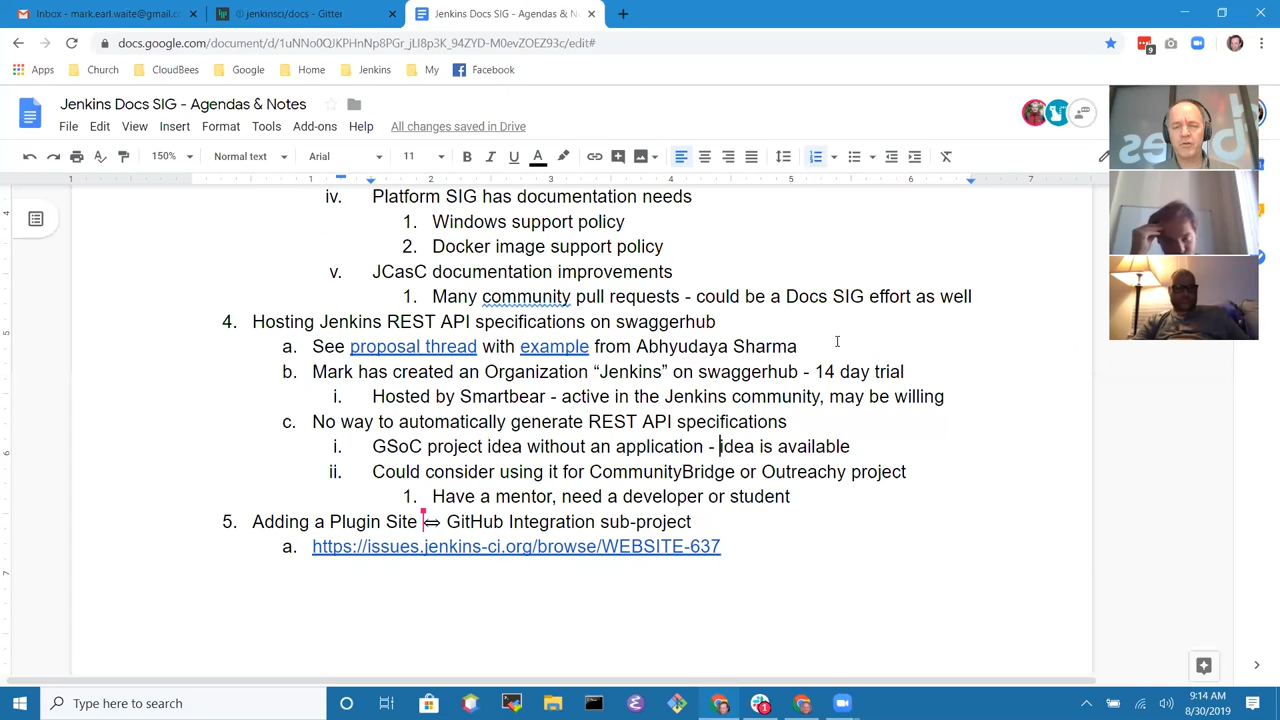 Inbox - mark.earl.waite@gmail.c
jenkinsci/docs - Gitter
Jenkins Docs SIG - Agendas & N
docs.google.com/document/d/1uNNo0QJKPHnNp8PGr_jLl8p3K_94ZYD-M0evZOEZ93c/edit#
9
Apps Church CloudBees Google Home Jenkins My Facebook
Jenkins Docs SIG - Agendas & Notes
File Edit View Insert Format Tools Add-ons Help All changes saved in Drive
150% Normal text Arial 11 B I U A
1 1 2 3 4 5 6 7
iv. Platform SIG has documentation needs
1. Windows support policy
2. Docker image support policy
v. JCasC documentation improvements
1. Many community pull requests - could be a Docs SIG effort as well
4. Hosting Jenkins REST API specifications on swaggerhub
a. See proposal thread with example from Abhyudaya Sharma
b. Mark has created an Organization “Jenkins” on swaggerhub - 14 day trial
i. Hosted by Smartbear - active in the Jenkins community, may be willing
c. No way to automatically generate REST API specifications
i. GSoC project idea without an application - idea is available
ii. Could consider using it for CommunityBridge or Outreachy project
1. Have a mentor, need a developer or student
5. Adding a Plugin Site ⇔ GitHub Integration sub-project
a. https://issues.jenkins-ci.org/browse/WEBSITE-637
Type here to search
9:14 AM
8/30/2019